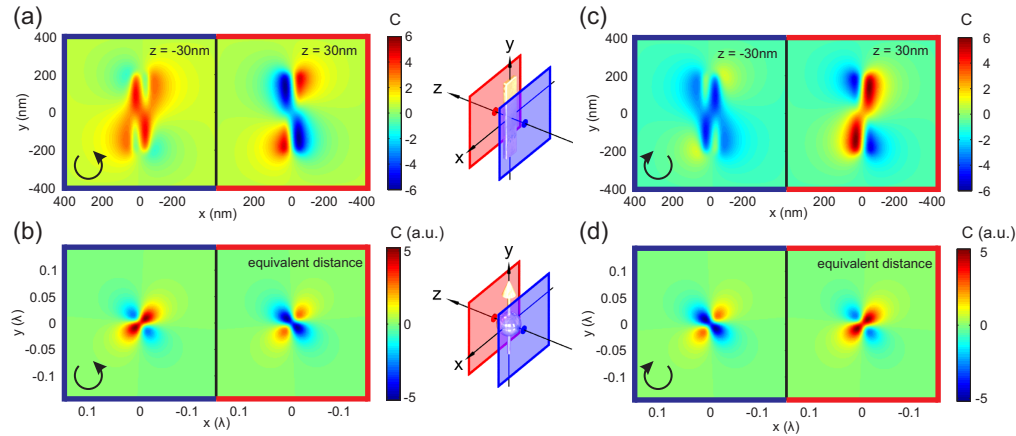 (a)
C
z = -30nm
z = 30nm
y (nm)
400
200
0
-200
-400
400 200 0 -200 200 0 -200 -400
x (nm)
6
4
2
0
-2
-4
-6
y
z
x
(c)
C
z = -30nm
z = 30nm
y (nm)
400
200
0
-200
-400
400 200 0 -200 200 0 -200 -400
x (nm)
6
4
2
0
-2
-4
-6
(b)
C (a.u.)
equivalent distance
y (λ)
0.1
0.05
0
-0.05
-0.1
0.1 0 -0.1 0.1 0 -0.1
x (λ)
5
0
-5
y
z
x
(d)
C (a.u.)
equivalent distance
y (λ)
0.1
0.05
0
-0.05
-0.1
0.1 0 -0.1 0.1 0 -0.1
x (λ)
5
0
-5